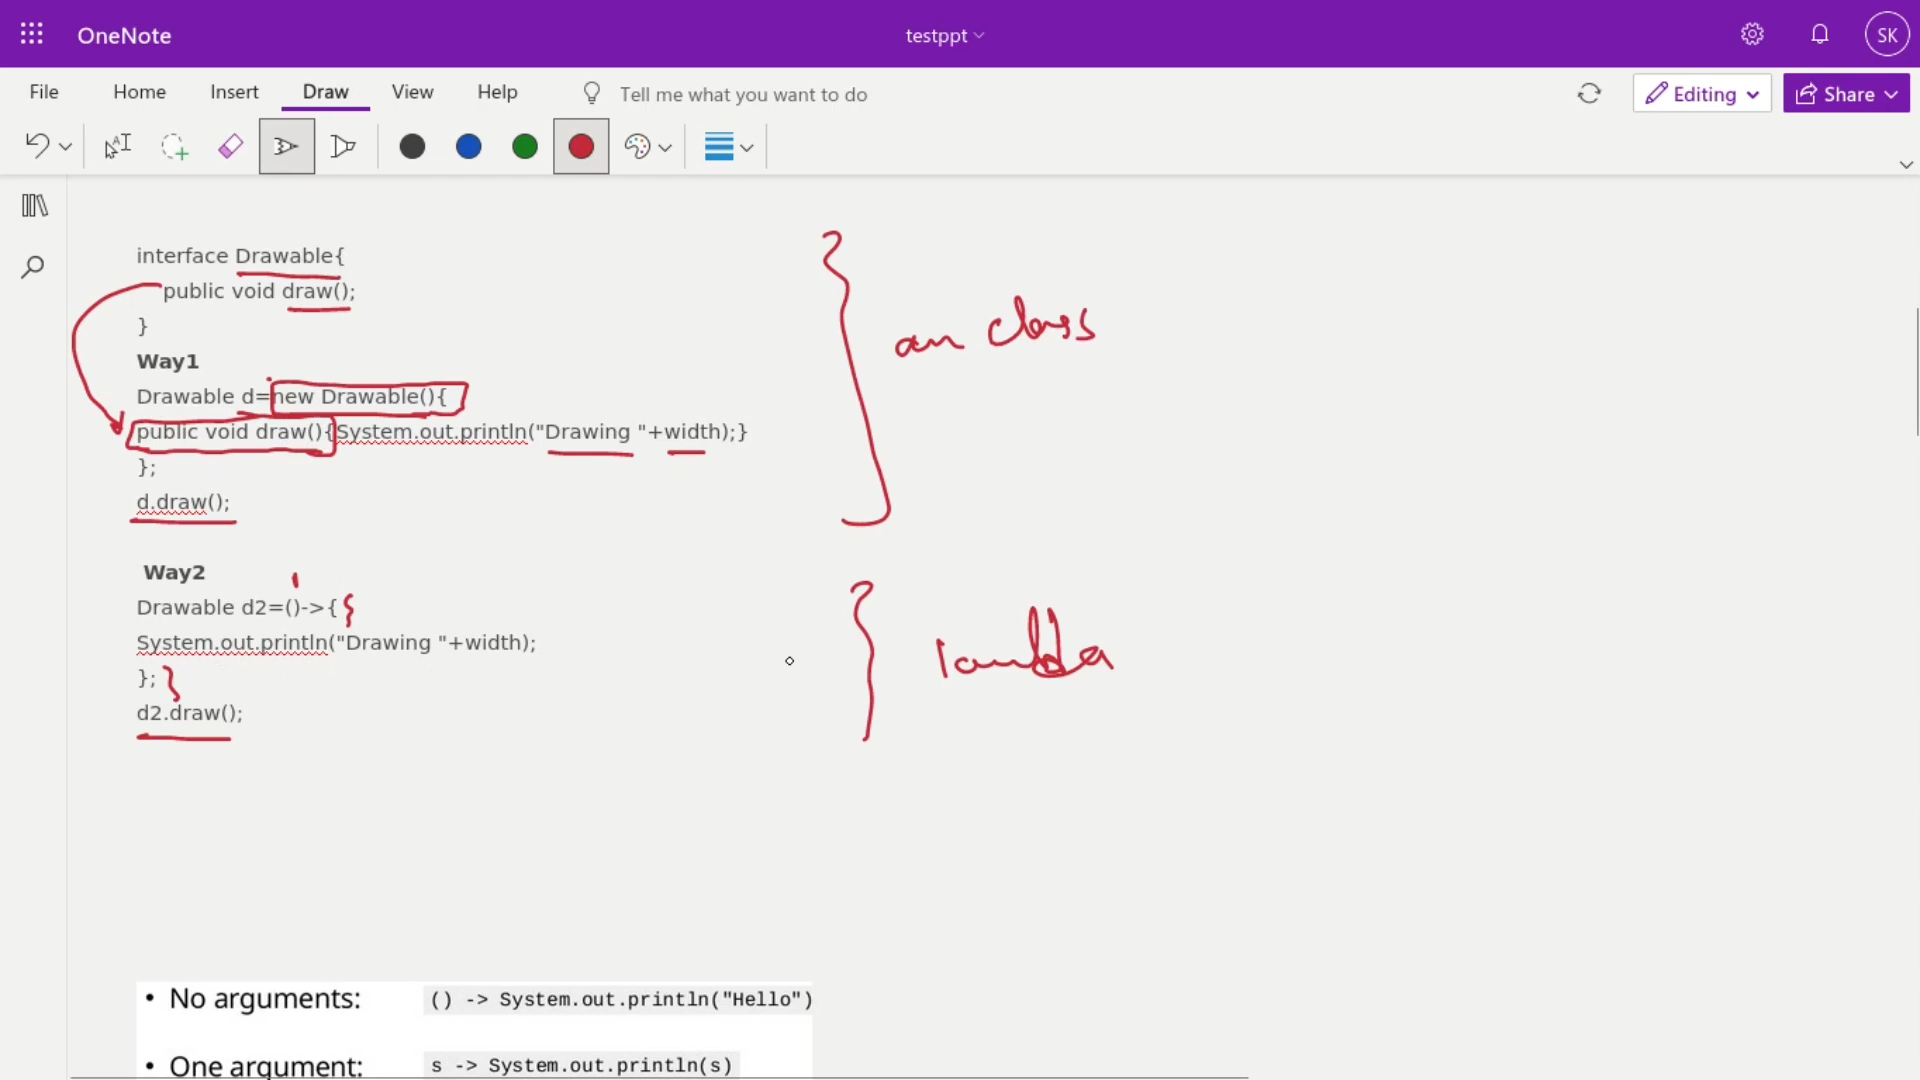 OneNote
testppt
SK
File Home Insert Draw View Help Tell me what you want to do Editing Share
interface Drawable{
public void draw();
}
Way1
Drawable d=new Drawable(){
public void draw(){System.out.println("Drawing "+width);}
};
d.draw();
an class
Way2
Drawable d2=()->{ {
System.out.println("Drawing "+width);
}; }
d2.draw();
lambda
• No arguments: () -> System.out.println("Hello")
• One argument: s -> System.out.println(s)